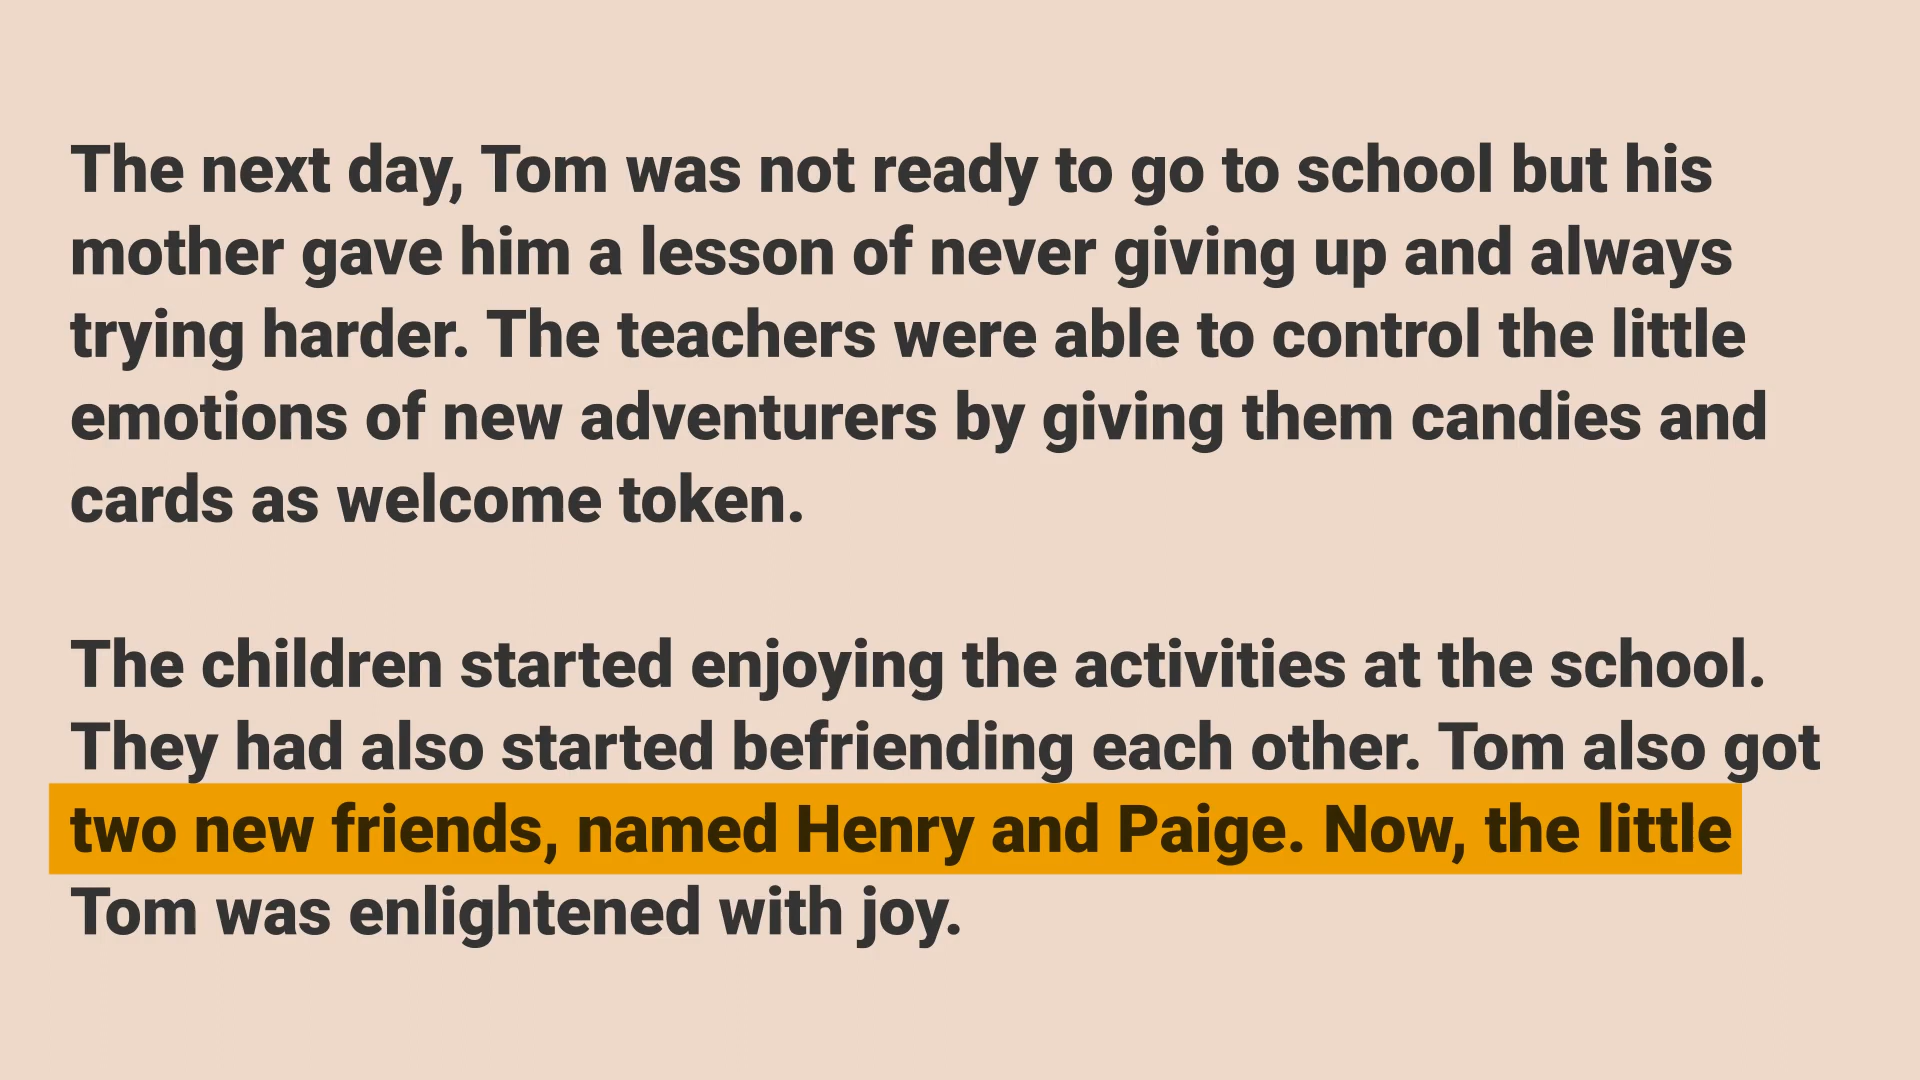 The next day, Tom was not ready to go to school but his
mother gave him a lesson of never giving up and always
trying harder. The teachers were able to control the little
emotions of new adventurers by giving them candies and
cards as welcome token.
The children started enjoying the activities at the school.
They had also started befriending each other. Tom also got
two new friends, named Henry and Paige. Now, the little
Tom was enlightened with joy.